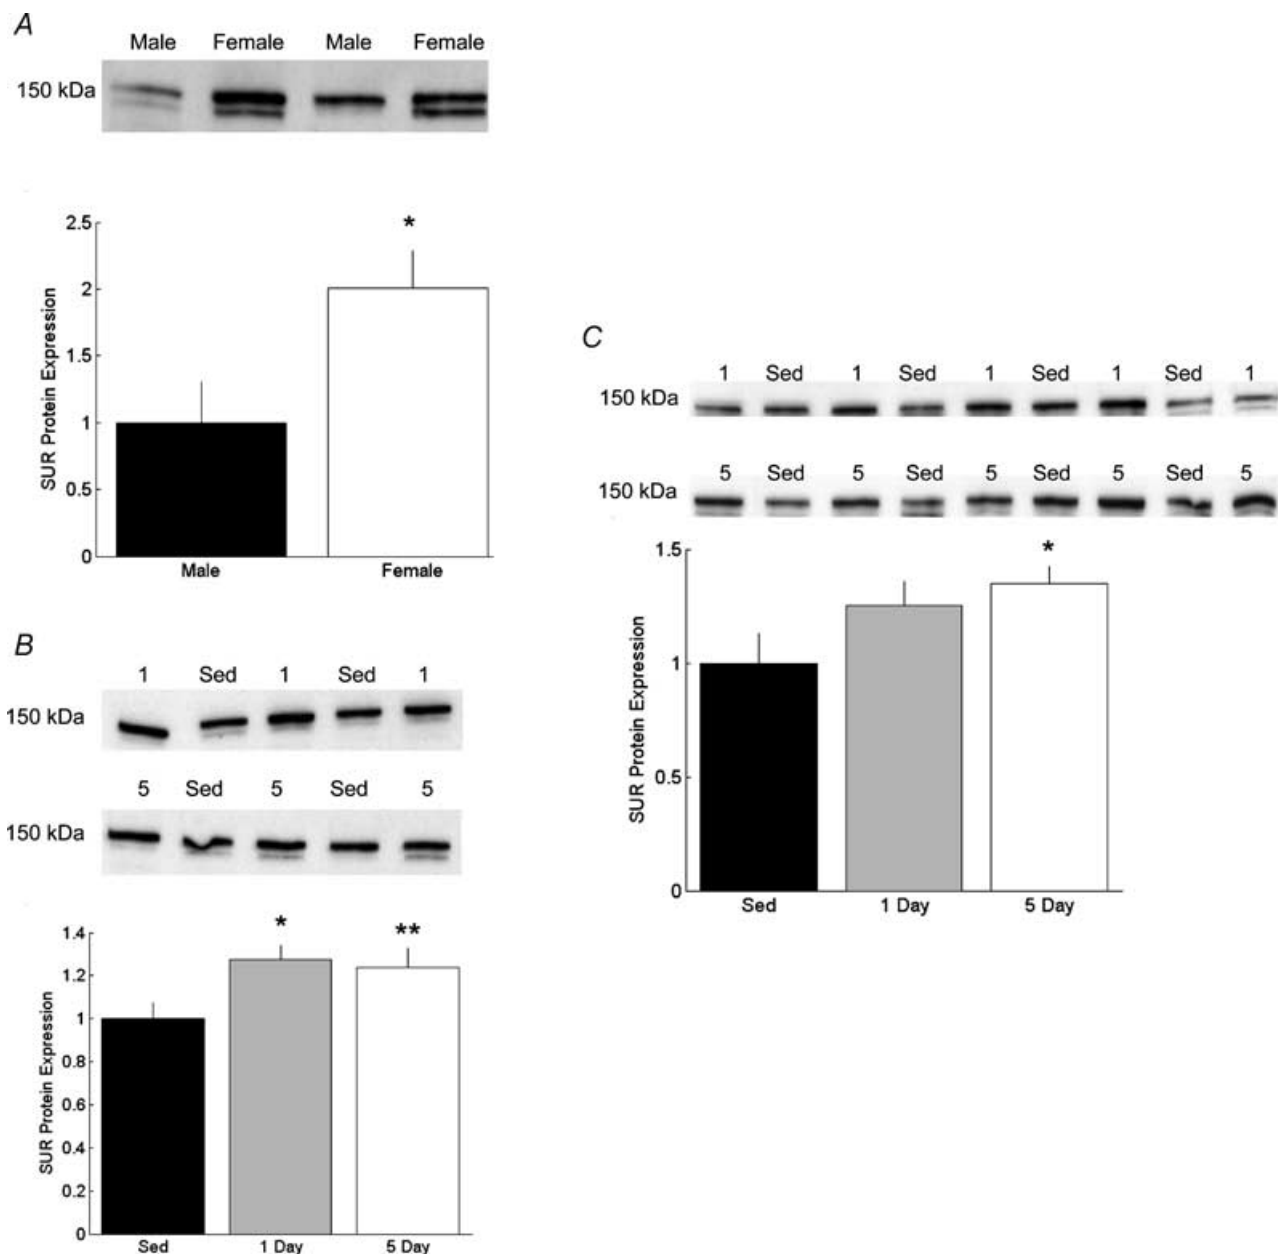 A
Male Female Male Female
150 kDa
*
2.5
2
1.5
1
0.5
0
SUR Protein Expression
Male Female
B
1 Sed 1 Sed 1
150 kDa
5 Sed 5 Sed 5
150 kDa
* **
1.4
1.2
1
0.8
0.6
0.4
0.2
0
SUR Protein Expression
Sed 1 Day 5 Day
C
1 Sed 1 Sed 1 Sed 1 Sed 1
150 kDa
5 Sed 5 Sed 5 Sed 5 Sed 5
150 kDa
*
1.5
1
0.5
0
SUR Protein Expression
Sed 1 Day 5 Day